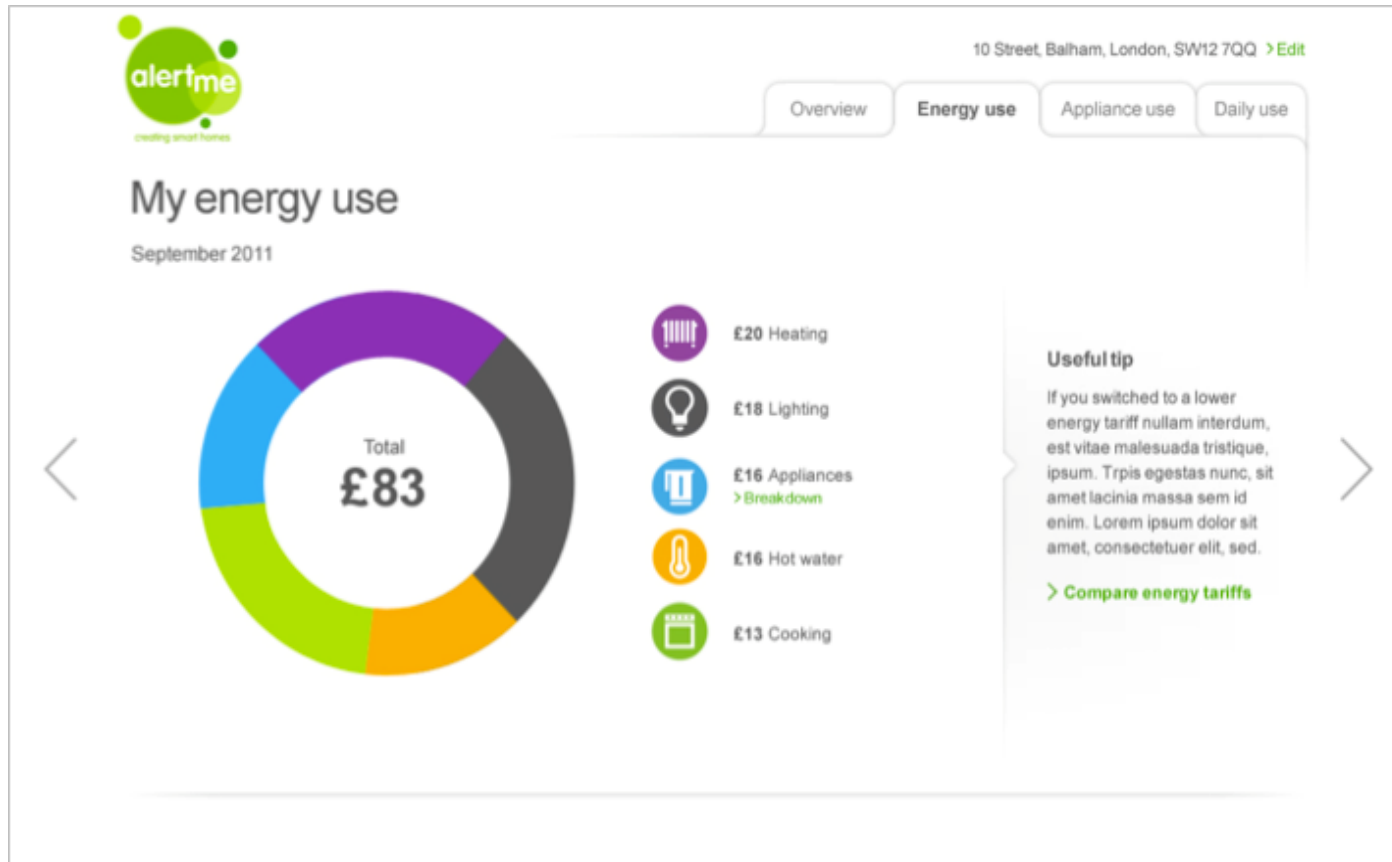 alertme
creating smart homes
10 Street, Balham, London, SW12 7QQ >Edit
Overview
Energy use
Appliance use
Daily use
My energy use
September 2011
Total
£83
£20 Heating
£18 Lighting
£16 Appliances
>Breakdown
£16 Hot water
£13 Cooking
Useful tip
If you switched to a lower
energy tariff nullam interdum,
est vitae malesuada tristique,
ipsum. Trpis egestas nunc, sit
amet lacinia massa sem id
enim. Lorem ipsum dolor sit
amet, consectetuer elit, sed.
> Compare energy tariffs